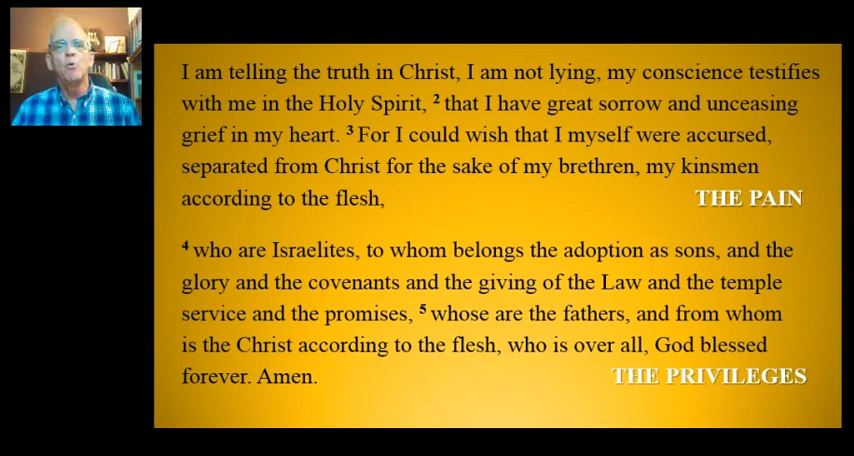 I am telling the truth in Christ, I am not lying, my conscience testifies
with me in the Holy Spirit, ² that I have great sorrow and unceasing
grief in my heart. ³ For I could wish that I myself were accursed,
separated from Christ for the sake of my brethren, my kinsmen
according to the flesh, THE PAIN
⁴ who are Israelites, to whom belongs the adoption as sons, and the
glory and the covenants and the giving of the Law and the temple
service and the promises, ⁵ whose are the fathers, and from whom
is the Christ according to the flesh, who is over all, God blessed
forever. Amen. THE PRIVILEGES